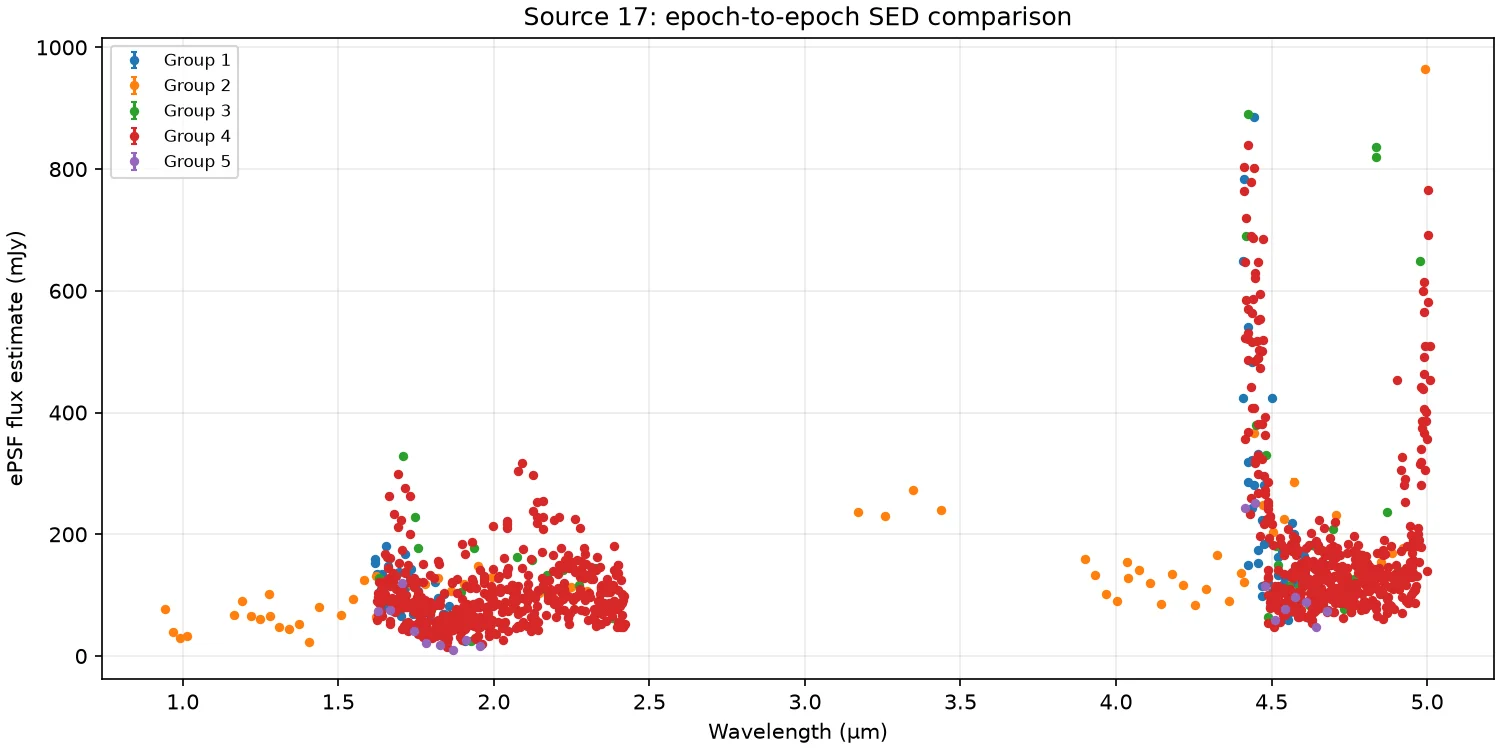 Source 17: epoch-to-epoch SED comparison
Group 1
Group 2
Group 3
Group 4
Group 5
ePSF flux estimate (mJy)
1000
800
600
400
200
0
1.0 1.5 2.0 2.5 3.0 3.5 4.0 4.5 5.0
Wavelength (μm)